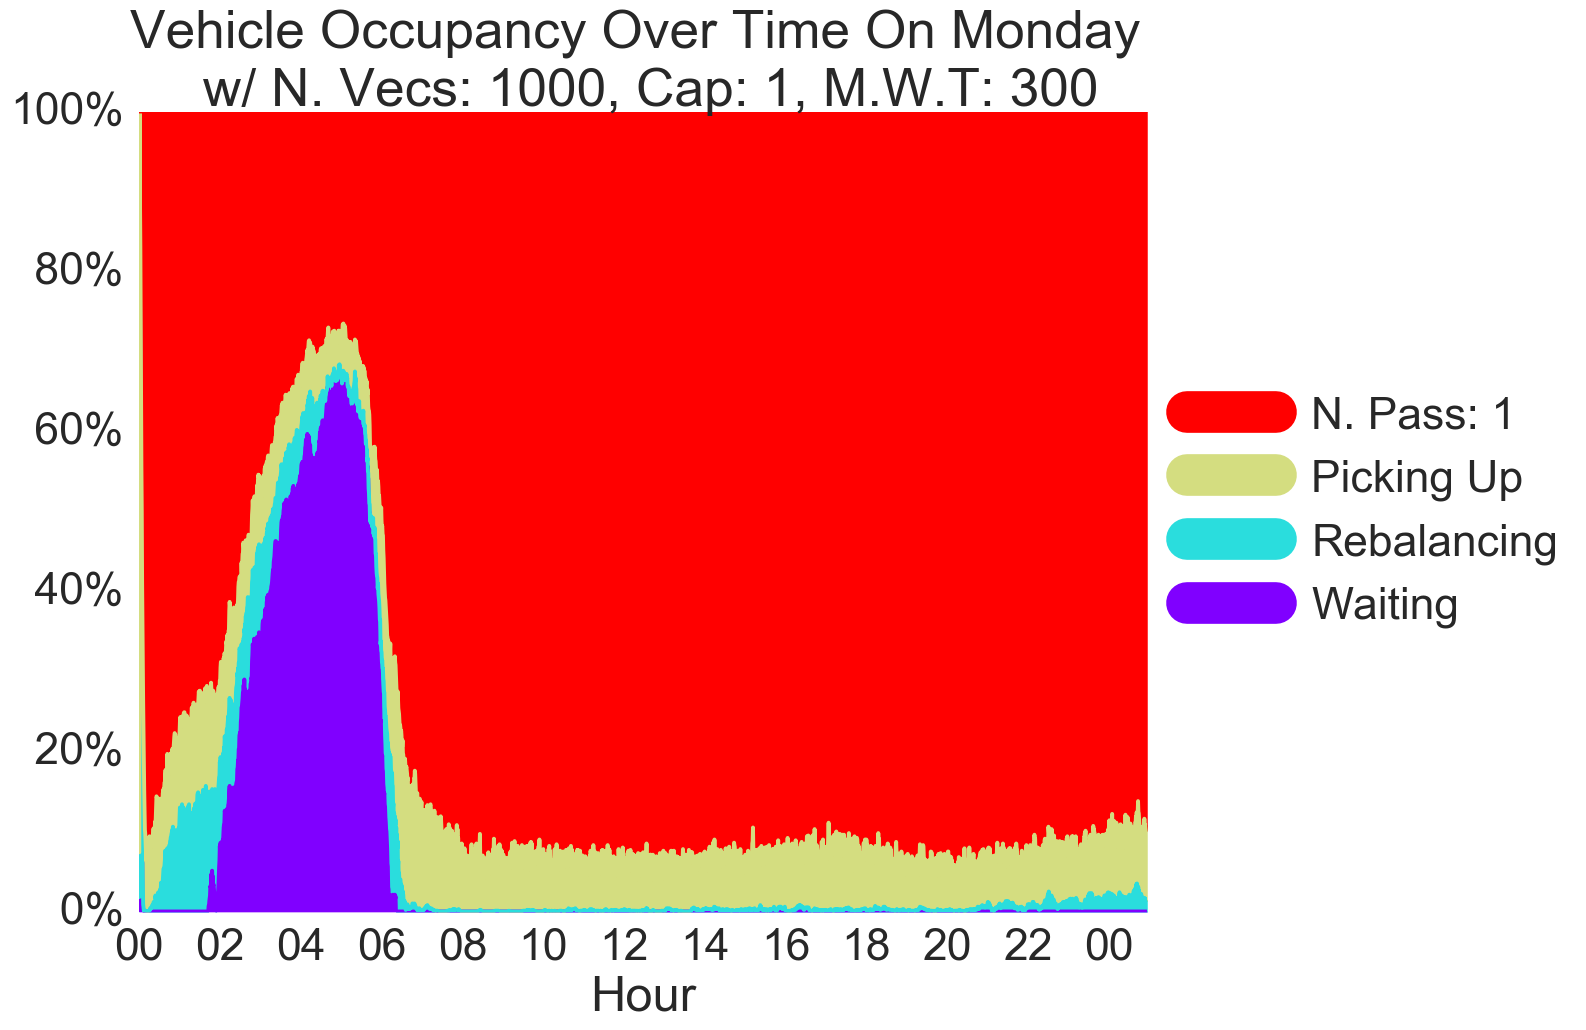 Vehicle Occupancy Over Time On Monday
w/ N. Vecs: 1000, Cap: 1, M.W.T: 300
100%
80%
60%
40%
20%
0%
00 02 04 06 08 10 12 14 16 18 20 22 00
Hour
N. Pass: 1
Picking Up
Rebalancing
Waiting